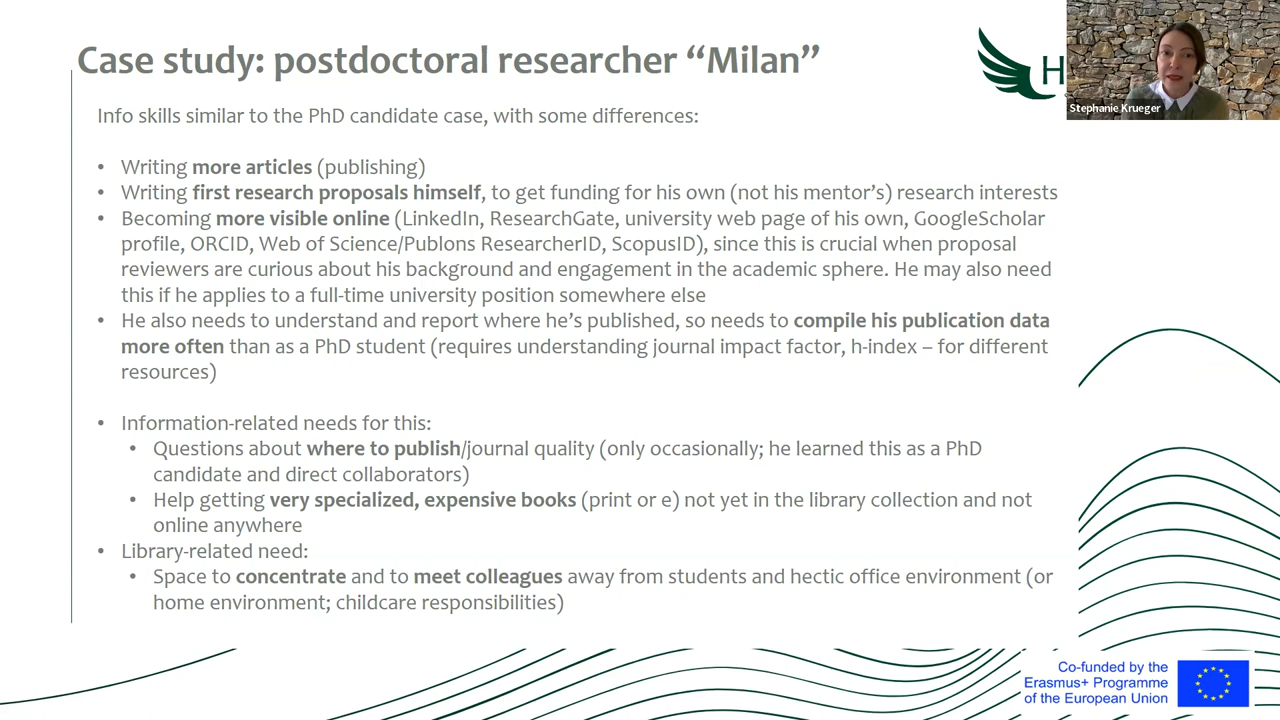 Case study: postdoctoral researcher “Milan”
H
Stephanie Krueger
Info skills similar to the PhD candidate case, with some differences:
• Writing more articles (publishing)
• Writing first research proposals himself, to get funding for his own (not his mentor’s) research interests
• Becoming more visible online (LinkedIn, ResearchGate, university web page of his own, GoogleScholar
profile, ORCID, Web of Science/Publons ResearcherID, ScopusID), since this is crucial when proposal
reviewers are curious about his background and engagement in the academic sphere. He may also need
this if he applies to a full-time university position somewhere else
• He also needs to understand and report where he’s published, so needs to compile his publication data
more often than as a PhD student (requires understanding journal impact factor, h-index – for different
resources)
• Information-related needs for this:
• Questions about where to publish/journal quality (only occasionally; he learned this as a PhD
candidate and direct collaborators)
• Help getting very specialized, expensive books (print or e) not yet in the library collection and not
online anywhere
• Library-related need:
• Space to concentrate and to meet colleagues away from students and hectic office environment (or
home environment; childcare responsibilities)
Co-funded by the
Erasmus+ Programme
of the European Union